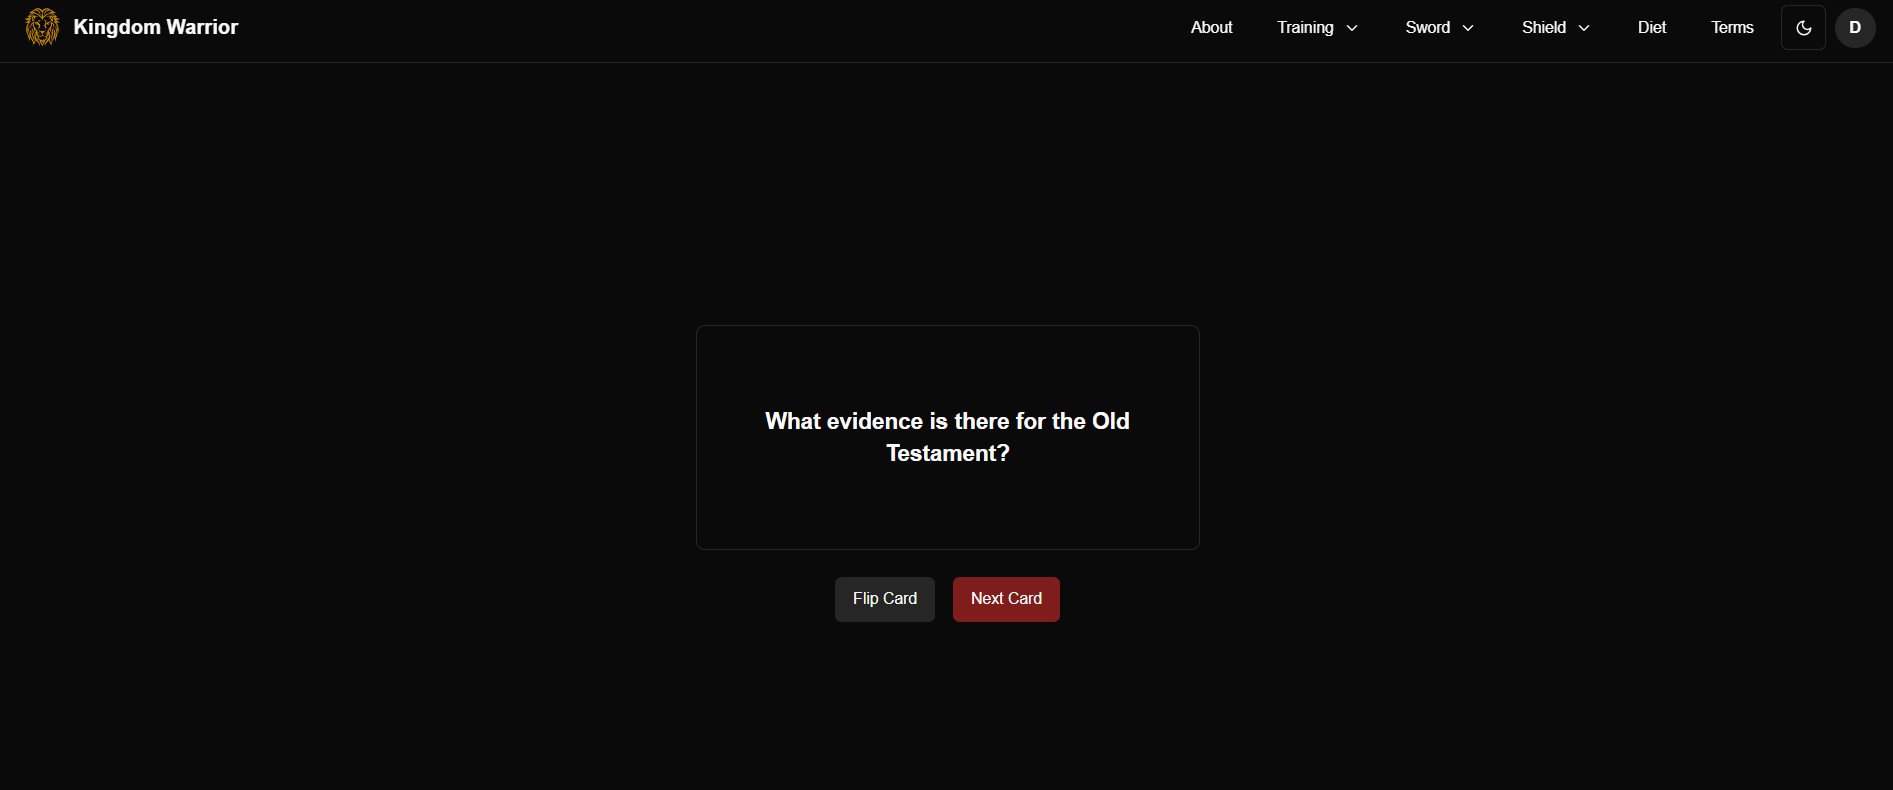 Kingdom Warrior
About
Training
Sword
Shield
Diet
Terms
D
What evidence is there for the Old
Testament?
Flip Card
Next Card